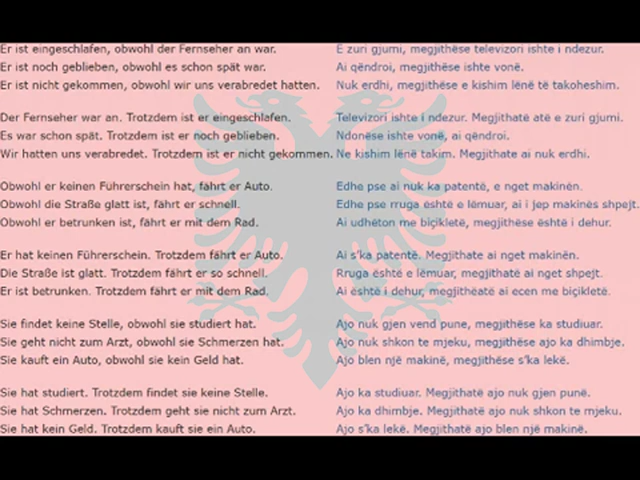 Er ist eingeschlafen, obwohl der Fernseher an war.
E zuri gjumi, megjithëse televizori ishte i ndezur.
Er ist noch geblieben, obwohl es schon spät war.
Ai qëndroi, megjithëse ishte vonë.
Er ist nicht gekommen, obwohl wir uns verabredet hatten.
Nuk erdhi, megjithëse e kishim lënë të takoheshim.
Der Fernseher war an. Trotzdem ist er eingeschlafen.
Televizori ishte i ndezur. Megjithatë atë e zuri gjumi.
Es war schon spät. Trotzdem ist er noch geblieben.
Ndonëse ishte vonë, ai qëndroi.
Wir hatten uns verabredet. Trotzdem ist er nicht gekommen.
Ne kishim lënë takim. Megjithate ai nuk erdhi.
Obwohl er keinen Führerschein hat, fährt er Auto.
Edhe pse ai nuk ka patentë, e nget makinën.
Obwohl die Straße glatt ist, fährt er schnell.
Edhe pse rruga është e lëmuar, ai i jep makinës shpejt.
Obwohl er betrunken ist, fährt er mit dem Rad.
Ai udhëton me biçikletë, megjithëse është i dehur.
Er hat keinen Führerschein. Trotzdem fährt er Auto.
Ai s'ka patentë. Megjithate ai nget makinën.
Die Straße ist glatt. Trotzdem fährt er so schnell.
Rruga është e lëmuar, megjithatë ai nget shpejt.
Er ist betrunken. Trotzdem fährt er mit dem Rad.
Ai është i dehur, megjithëatë ai ecen me biçikletë.
Sie findet keine Stelle, obwohl sie studiert hat.
Ajo nuk gjen vend pune, megjithëse ka studiuar.
Sie geht nicht zum Arzt, obwohl sie Schmerzen hat.
Ajo nuk shkon te mjeku, megjithëse ajo ka dhimbje.
Sie kauft ein Auto, obwohl sie kein Geld hat.
Ajo blen një makinë, megjithëse s'ka lekë.
Sie hat studiert. Trotzdem findet sie keine Stelle.
Ajo ka studiuar. Megjithatë ajo nuk gjen punë.
Sie hat Schmerzen. Trotzdem geht sie nicht zum Arzt.
Ajo ka dhimbje. Megjithatë ajo nuk shkon te mjeku.
Sie hat kein Geld. Trotzdem kauft sie ein Auto.
Ajo s'ka lekë. Megjithatë ajo blen një makinë.